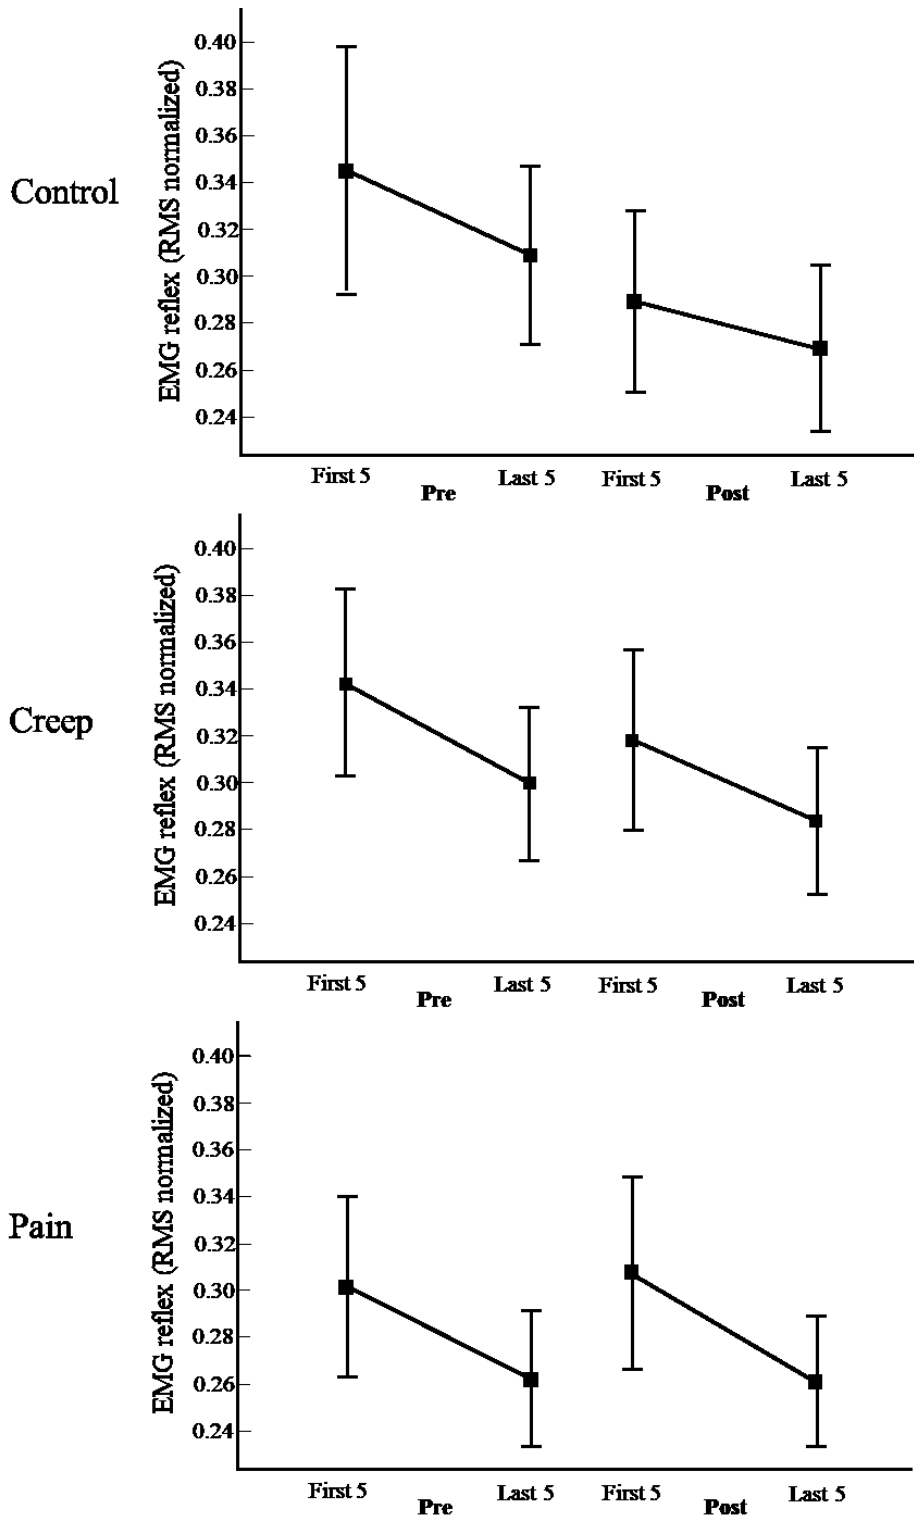 Control
EMG reflex (RMS normalized)
0.40
0.38
0.36
0.34
0.32
0.30
0.28
0.26
0.24
First 5 Last 5 First 5 Last 5
Pre Post
Creep
EMG reflex (RMS normalized)
0.40
0.38
0.36
0.34
0.32
0.30
0.28
0.26
0.24
First 5 Last 5 First 5 Last 5
Pre Post
Pain
EMG reflex (RMS normalized)
0.40
0.38
0.36
0.34
0.32
0.30
0.28
0.26
0.24
First 5 Last 5 First 5 Last 5
Pre Post